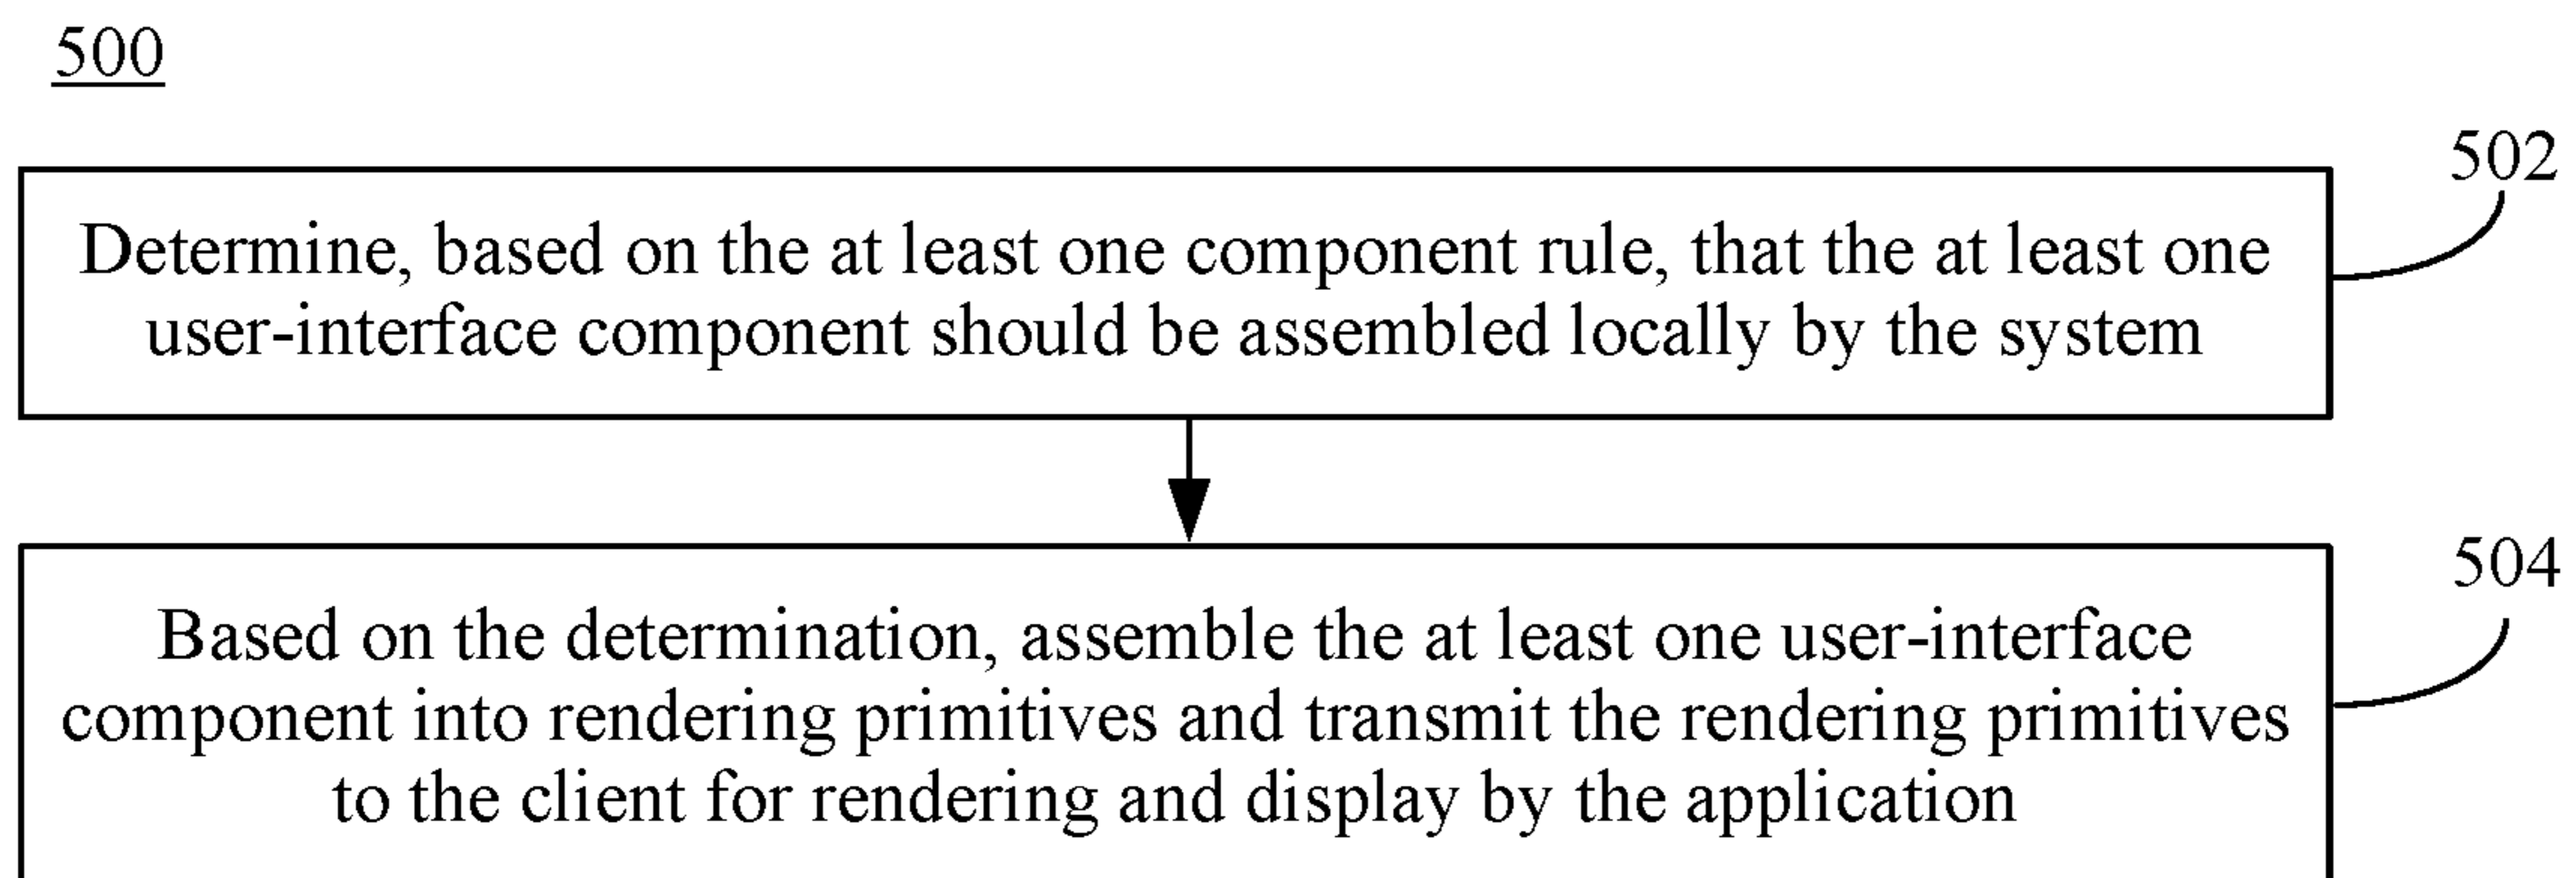 500
502
Determine, based on the at least one component rule, that the at least one
user-interface component should be assembled locally by the system
504
Based on the determination, assemble the at least one user-interface
component into rendering primitives and transmit the rendering primitives
to the client for rendering and display by the application